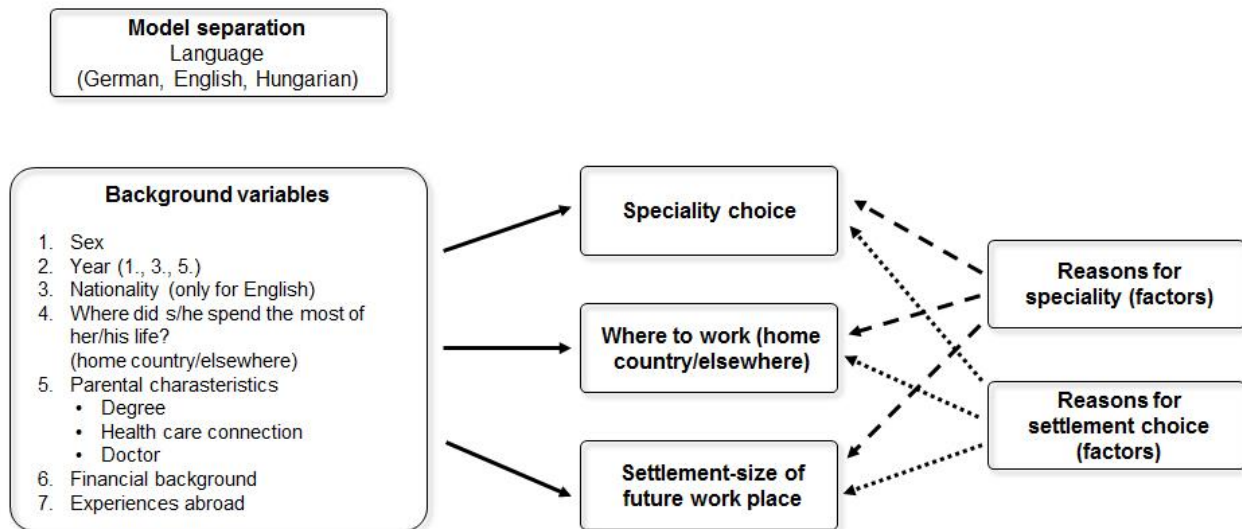 Model separation
Language
(German, English, Hungarian)
Background variables
1. Sex
2. Year (1., 3., 5.)
3. Nationality (only for English)
4. Where did s/he spend the most of
her/his life?
(home country/elsewhere)
5. Parental charasteristics
• Degree
• Health care connection
• Doctor
6. Financial background
7. Experiences abroad
Speciality choice
Where to work (home
country/elsewhere)
Settlement-size of
future work place
Reasons for
speciality (factors)
Reasons for
settlement choice
(factors)